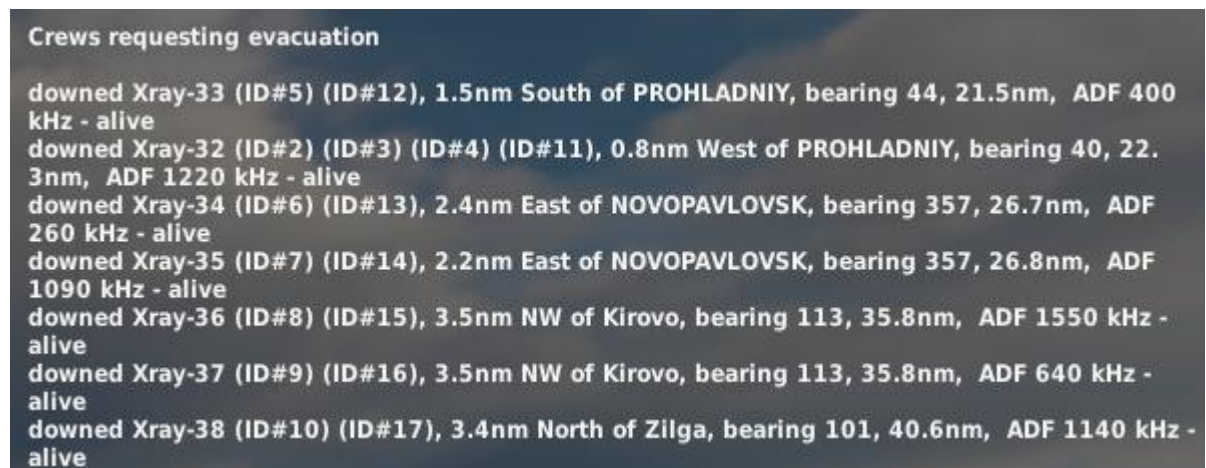 Crews requesting evacuation
downed Xray-33 (ID#5) (ID#12), 1.5nm South of PROHLADNIY, bearing 44, 21.5nm,  ADF 400
kHz - alive
downed Xray-32 (ID#2) (ID#3) (ID#4) (ID#11), 0.8nm West of PROHLADNIY, bearing 40, 22.
3nm,  ADF 1220 kHz - alive
downed Xray-34 (ID#6) (ID#13), 2.4nm East of NOVOPAVLOVSK, bearing 357, 26.7nm,  ADF
260 kHz - alive
downed Xray-35 (ID#7) (ID#14), 2.2nm East of NOVOPAVLOVSK, bearing 357, 26.8nm,  ADF
1090 kHz - alive
downed Xray-36 (ID#8) (ID#15), 3.5nm NW of Kirovo, bearing 113, 35.8nm,  ADF 1550 kHz -
alive
downed Xray-37 (ID#9) (ID#16), 3.5nm NW of Kirovo, bearing 113, 35.8nm,  ADF 640 kHz -
alive
downed Xray-38 (ID#10) (ID#17), 3.4nm North of Zilga, bearing 101, 40.6nm,  ADF 1140 kHz -
alive